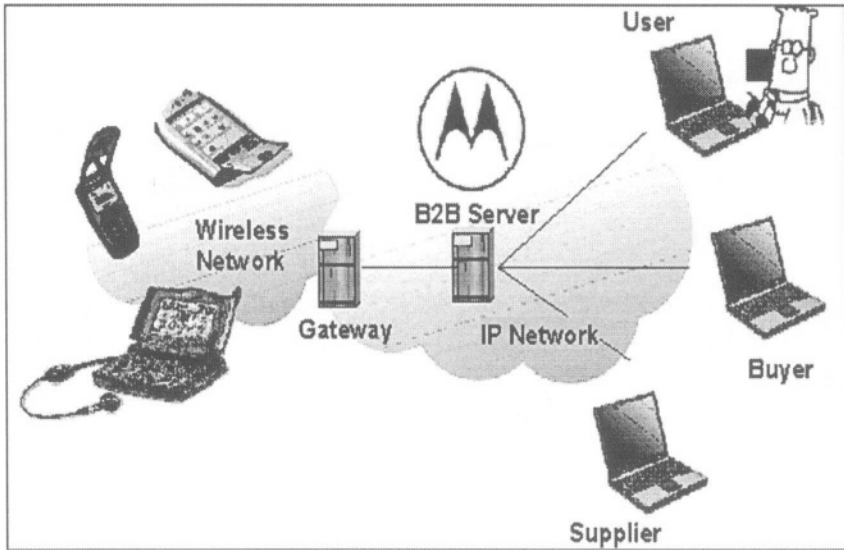 User
B2B Server
Wireless
Network
Gateway
IP Network
Buyer
Supplier